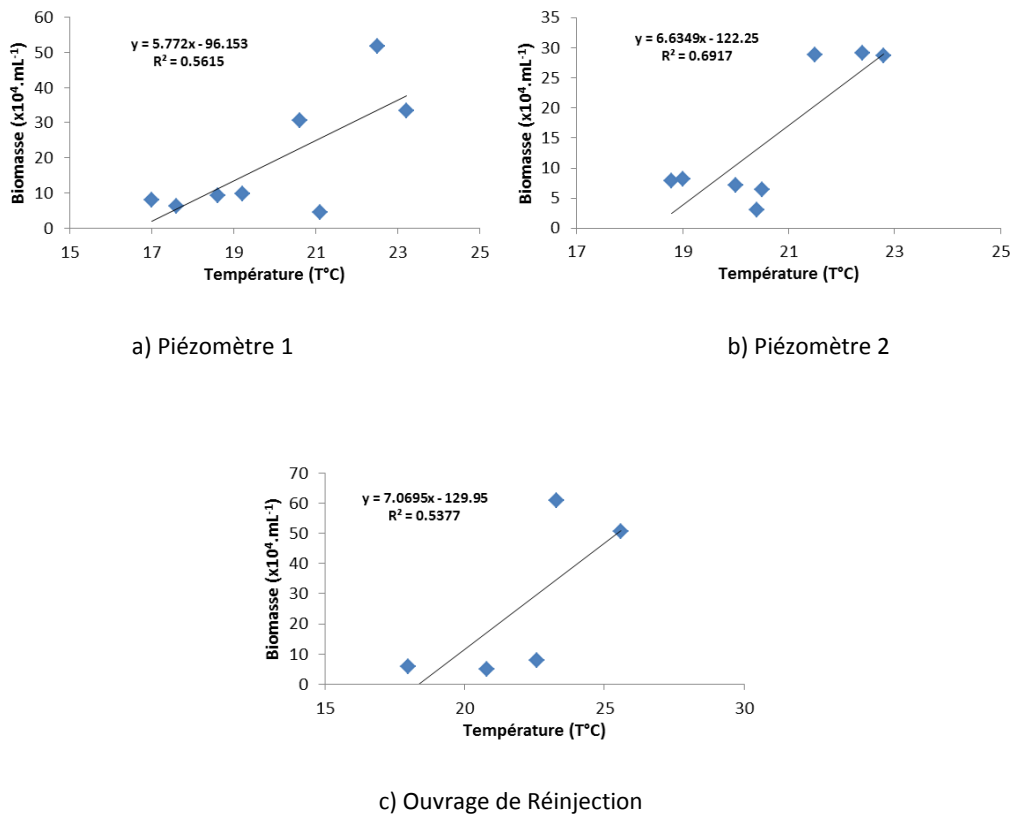 60
50
40
30
20
10
0
Biomasse (x10⁴.mL⁻¹)
y = 5.772x - 96.153
R² = 0.5615
15 17 19 21 23 25
Température (T°C)
a) Piézomètre 1
35
30
25
20
15
10
5
0
Biomasse (x10⁴.mL⁻¹)
y = 6.6349x - 122.25
R² = 0.6917
17 19 21 23 25
Température (T°C)
b) Piézomètre 2
70
60
50
40
30
20
10
0
Biomasse (x10⁴.mL⁻¹)
y = 7.0695x - 129.95
R² = 0.5377
15 20 25 30
Température (T°C)
c) Ouvrage de Réinjection